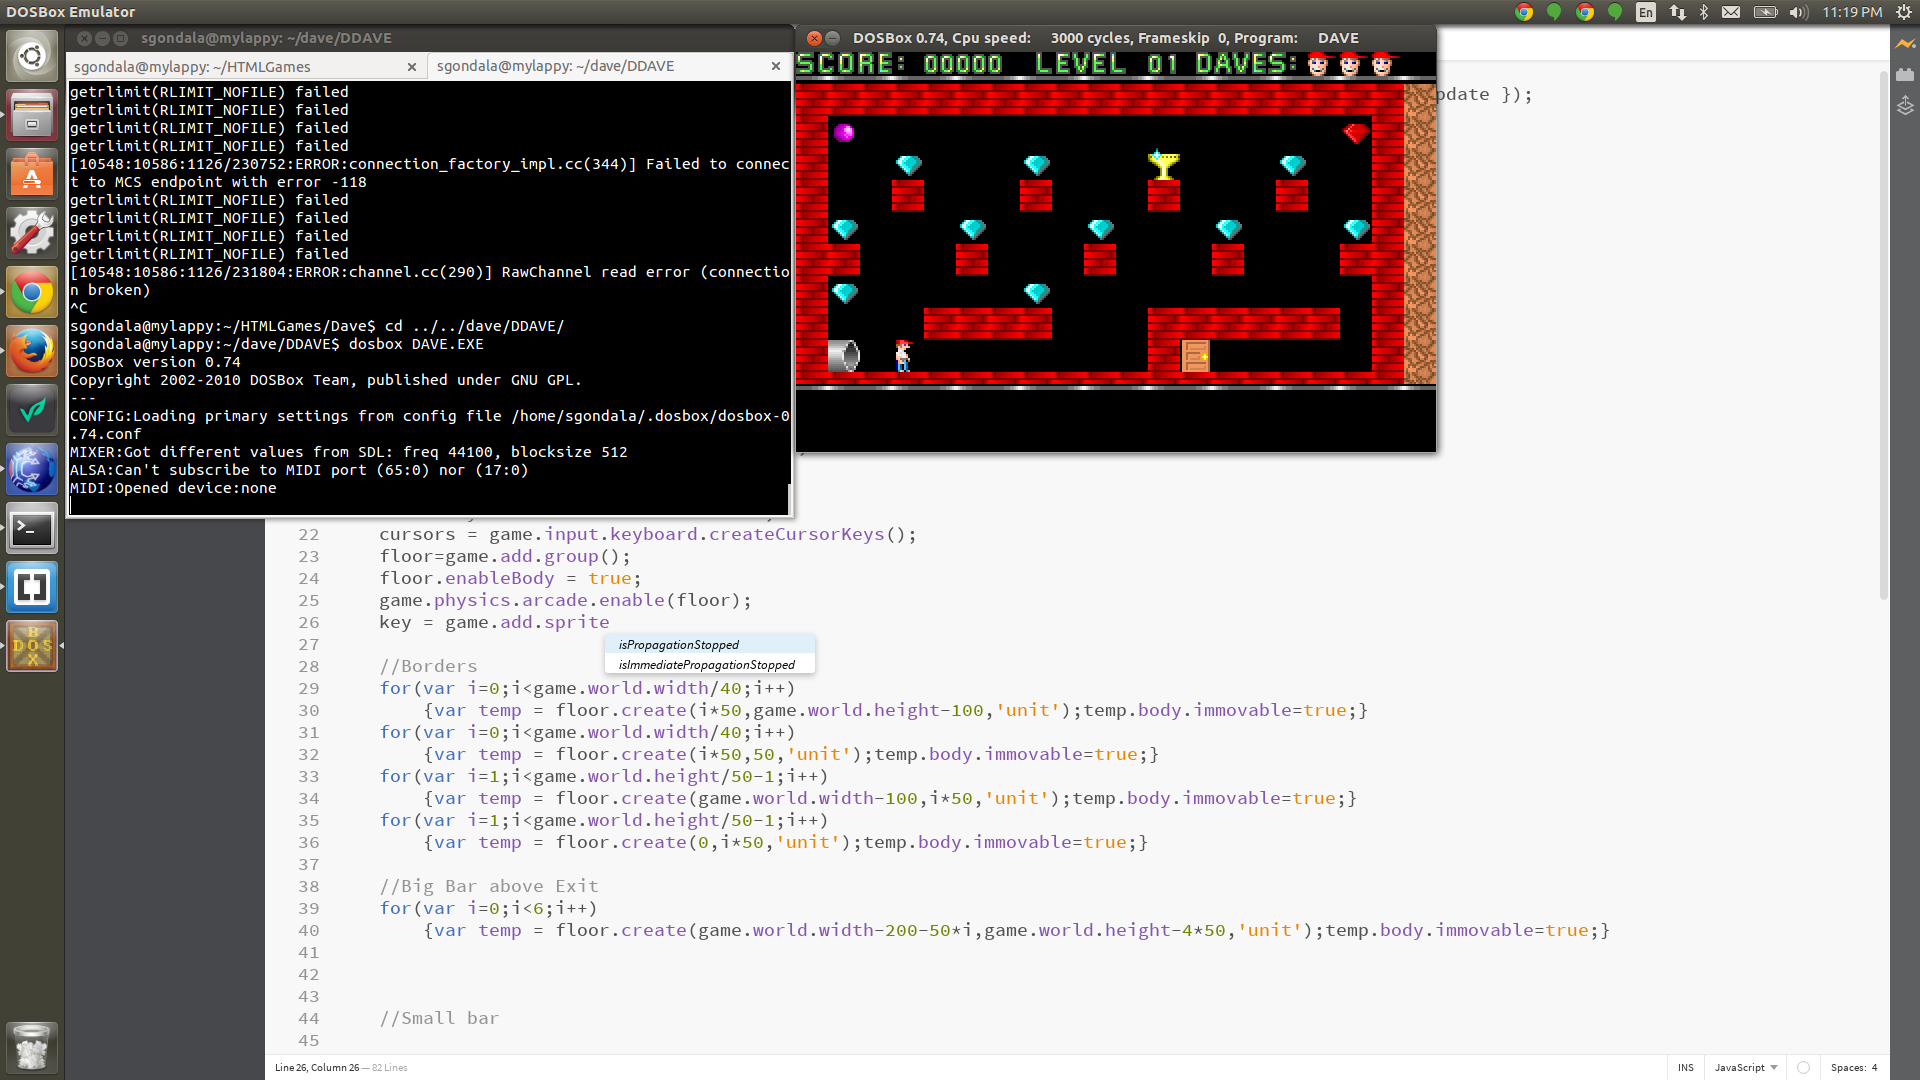 DOSBox Emulator
En
11:19 PM
sgondala@mylappy: ~/dave/DDAVE
sgondala@mylappy: ~/HTMLGames
sgondala@mylappy: ~/dave/DDAVE
getrlimit(RLIMIT_NOFILE) failed
getrlimit(RLIMIT_NOFILE) failed
getrlimit(RLIMIT_NOFILE) failed
getrlimit(RLIMIT_NOFILE) failed
[10548:10586:1126/230752:ERROR:connection_factory_impl.cc(344)] Failed to connec
t to MCS endpoint with error -118
getrlimit(RLIMIT_NOFILE) failed
getrlimit(RLIMIT_NOFILE) failed
getrlimit(RLIMIT_NOFILE) failed
getrlimit(RLIMIT_NOFILE) failed
[10548:10586:1126/231804:ERROR:channel.cc(290)] RawChannel read error (connectio
n broken)
^C
sgondala@mylappy:~/HTMLGames/Dave$ cd ../../dave/DDAVE/
sgondala@mylappy:~/dave/DDAVE$ dosbox DAVE.EXE
DOSBox version 0.74
Copyright 2002-2010 DOSBox Team, published under GNU GPL.
---
CONFIG:Loading primary settings from config file /home/sgondala/.dosbox/dosbox-0
.74.conf
MIXER:Got different values from SDL: freq 44100, blocksize 512
ALSA:Can't subscribe to MIDI port (65:0) nor (17:0)
MIDI:Opened device:none
DOSBox 0.74, Cpu speed: 3000 cycles, Frameskip 0, Program: DAVE
SCORE: 00000 LEVEL 01 DAVES:
pdate });
22 cursors = game.input.keyboard.createCursorKeys();
23 floor=game.add.group();
24 floor.enableBody = true;
25 game.physics.arcade.enable(floor);
26 key = game.add.sprite
isPropagationStopped
27
isImmediatePropagationStopped
28 //Borders
29 for(var i=0;i<game.world.width/40;i++)
30 {var temp = floor.create(i*50,game.world.height-100,'unit');temp.body.immovable=true;}
31 for(var i=0;i<game.world.width/40;i++)
32 {var temp = floor.create(i*50,50,'unit');temp.body.immovable=true;}
33 for(var i=1;i<game.world.height/50-1;i++)
34 {var temp = floor.create(game.world.width-100,i*50,'unit');temp.body.immovable=true;}
35 for(var i=1;i<game.world.height/50-1;i++)
36 {var temp = floor.create(0,i*50,'unit');temp.body.immovable=true;}
37
38 //Big Bar above Exit
39 for(var i=0;i<6;i++)
40 {var temp = floor.create(game.world.width-200-50*i,game.world.height-4*50,'unit');temp.body.immovable=true;}
41
42
43
44 //Small bar
45
Line 26, Column 26 — 82 Lines
INS JavaScript Spaces: 4
DOS
BOX